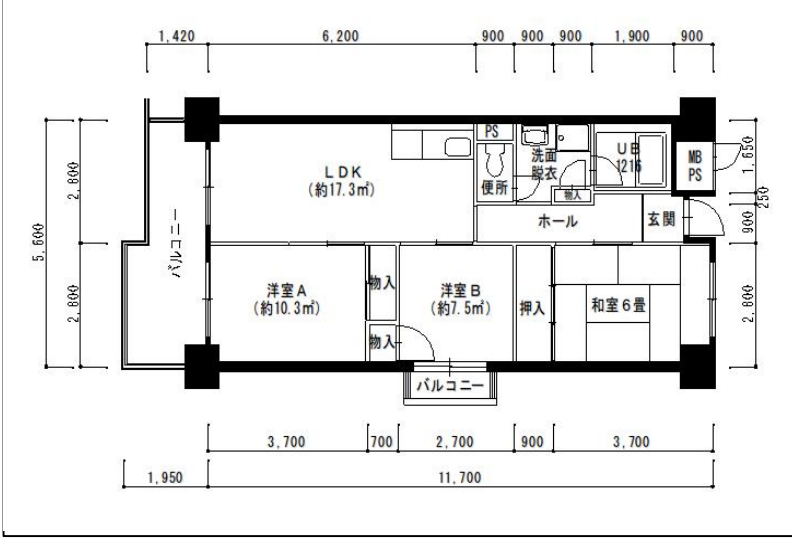 1,420
6,200
900
900
900
1,900
900
PS
洗面
脱衣
UB
1216
MB
PS
LDK
(約17.3㎡)
便所
物入
ホール
玄関
バルコニー
洋室A
(約10.3㎡)
物入
物入
洋室B
(約7.5㎡)
押入
和室6畳
バルコニー
5,600
2,800
2,800
1,650
250
900
2,800
3,700
700
2,700
900
3,700
1,950
11,700